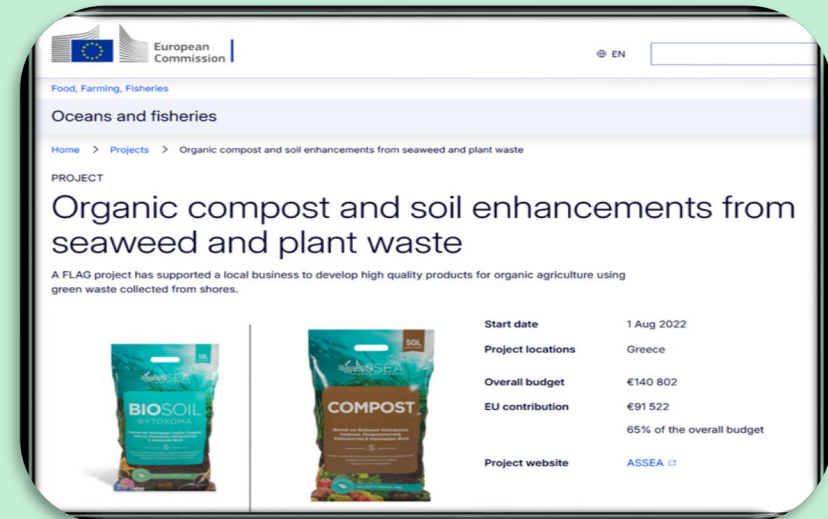 European
Commission
EN
Food, Farming, Fisheries
Oceans and fisheries
Home > Projects > Organic compost and soil enhancements from seaweed and plant waste
PROJECT
Organic compost and soil enhancements from
seaweed and plant waste
A FLAG project has supported a local business to develop high quality products for organic agriculture using
green waste collected from shores.
Start date 1 Aug 2022
Project locations Greece
Overall budget €140 802
EU contribution €91 522
65% of the overall budget
Project website ASSEA
ASSEA
BIOSOIL
ΦΥΤΟΧΩΜΑ
50L
ASSEA
COMPOST